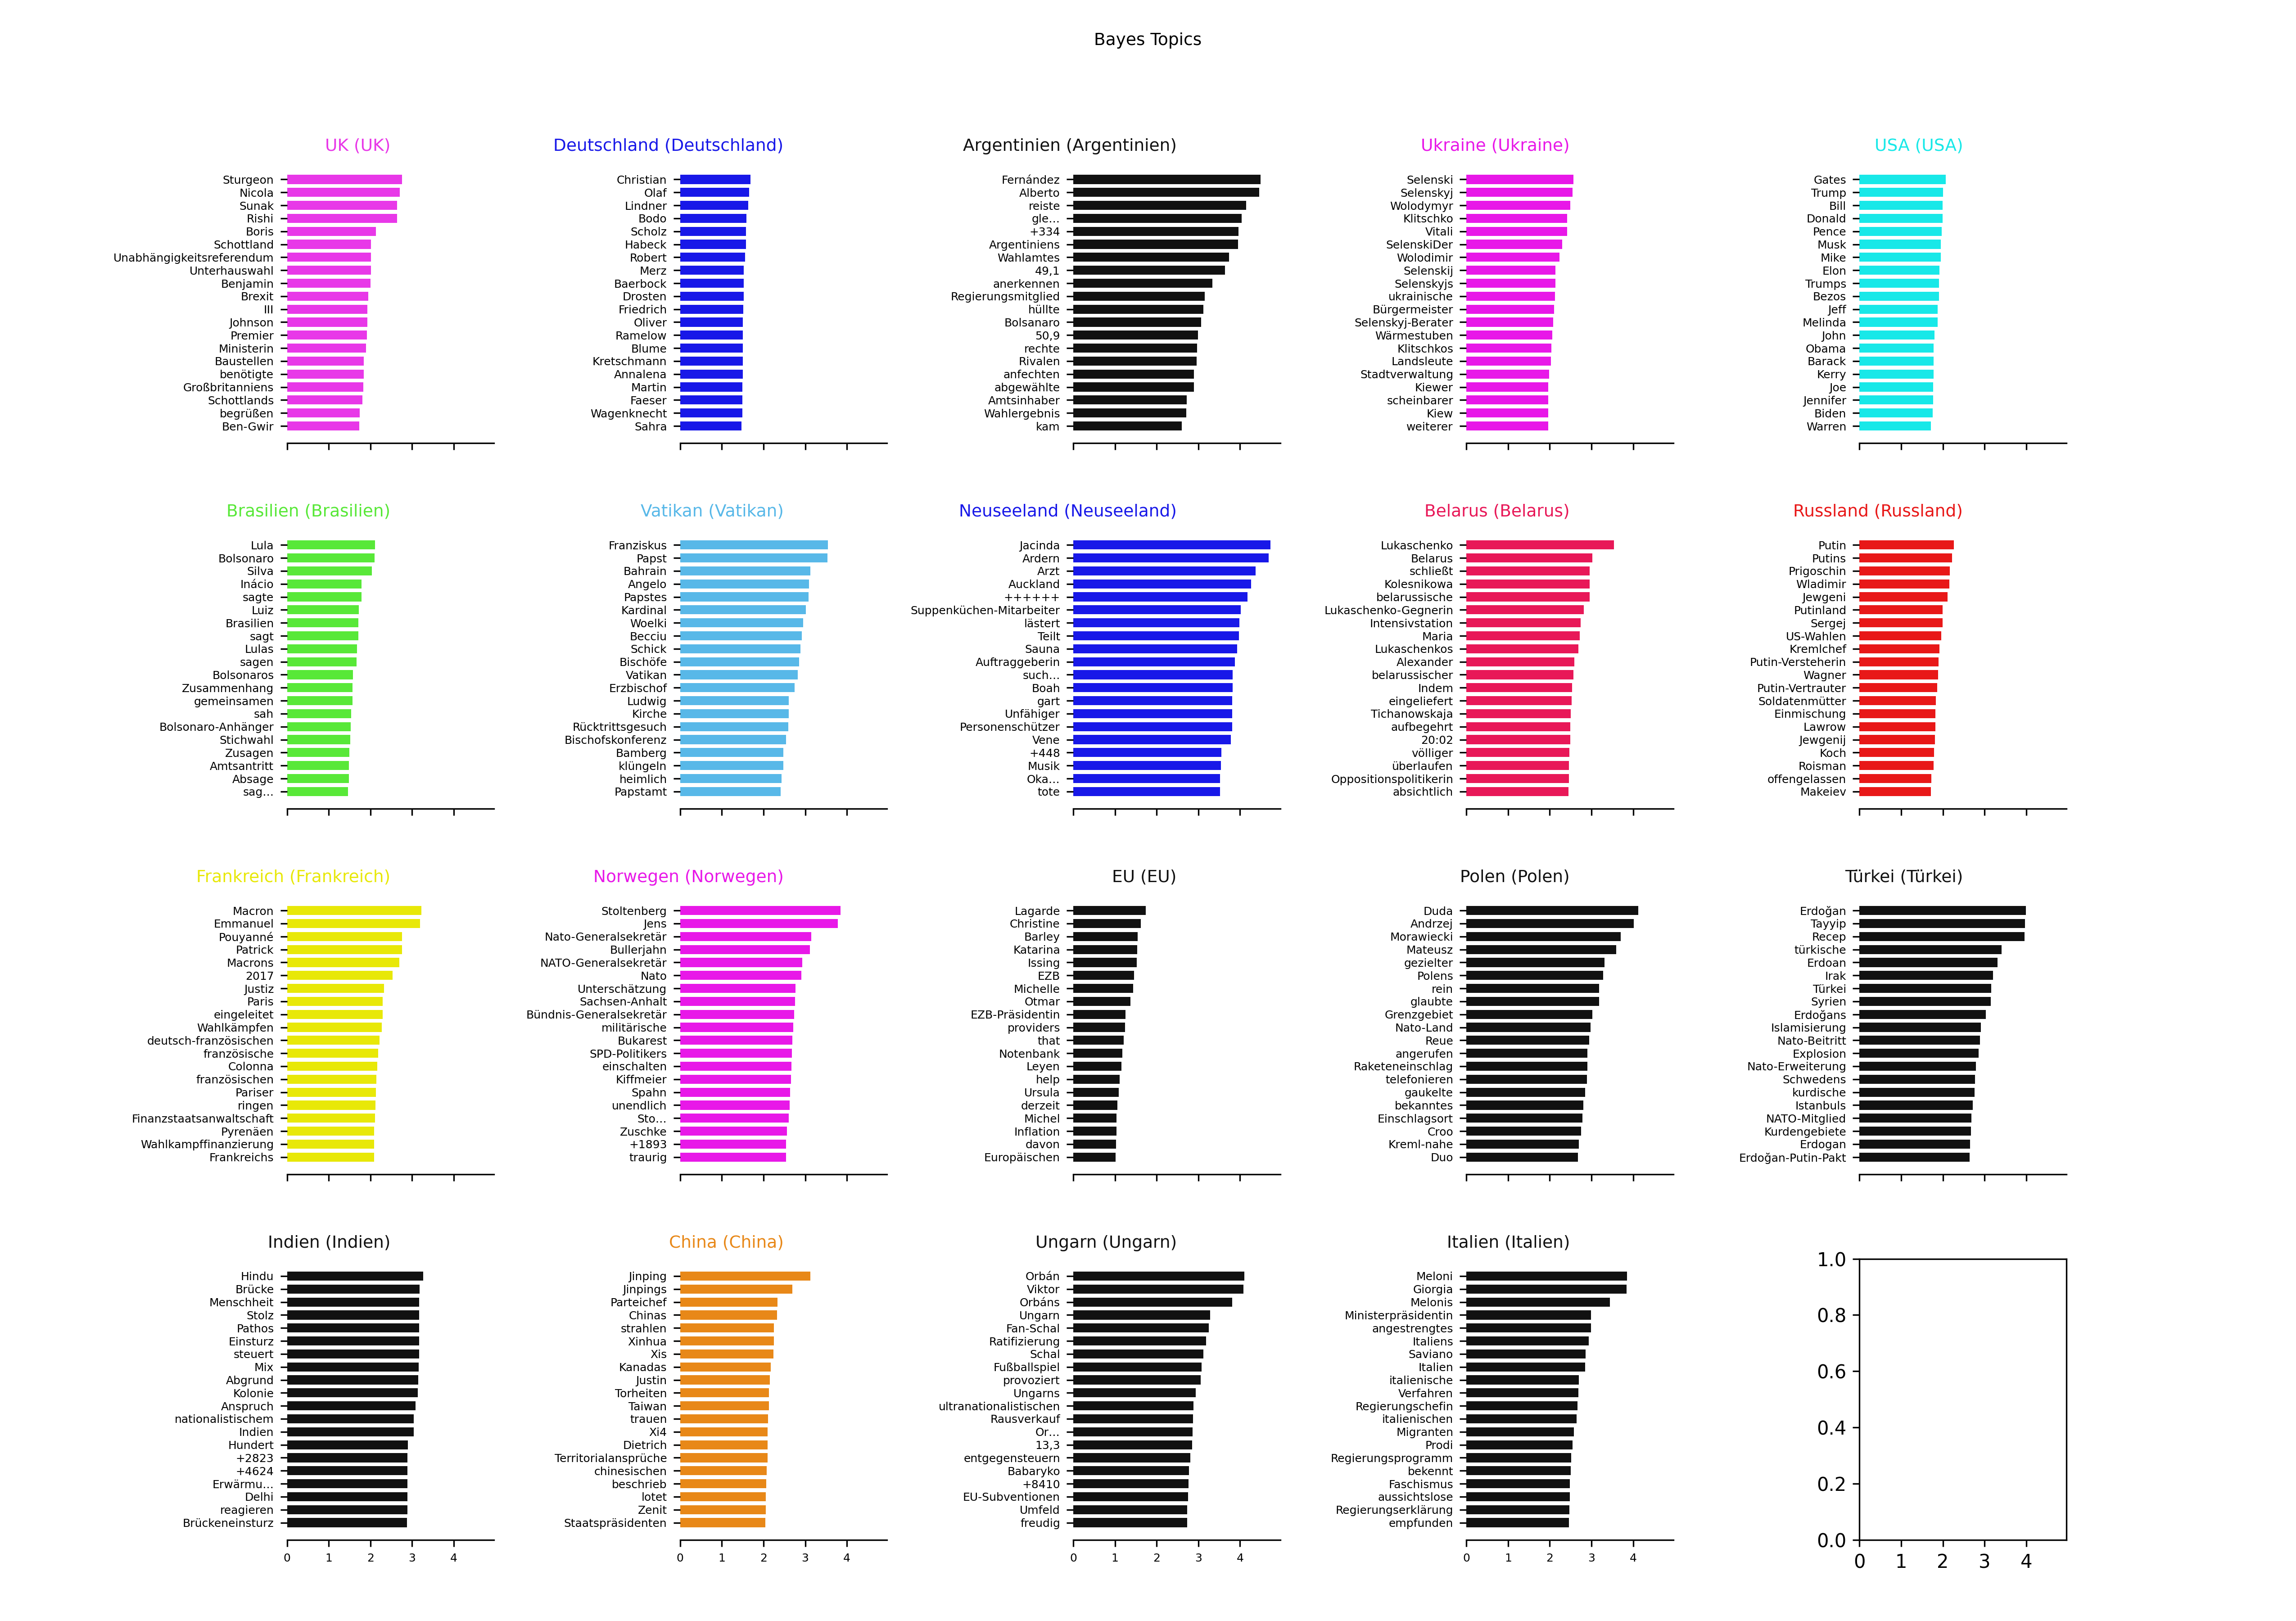 Bayes Topics
UK (UK)
Sturgeon
Nicola
Sunak
Rishi
Boris
Schottland
Unabhängigkeitsreferendum
Unterhauswahl
Benjamin
Brexit
III
Johnson
Premier
Ministerin
Baustellen
benötigte
Großbritanniens
Schottlands
begrüßen
Ben-Gwir
Deutschland (Deutschland)
Christian
Olaf
Lindner
Bodo
Scholz
Habeck
Robert
Merz
Baerbock
Drosten
Friedrich
Oliver
Ramelow
Blume
Kretschmann
Annalena
Martin
Faeser
Wagenknecht
Sahra
Argentinien (Argentinien)
Fernández
Alberto
reiste
gle...
+334
Argentiniens
Wahlamtes
49,1
anerkennen
Regierungsmitglied
hüllte
Bolsanaro
50,9
rechte
Rivalen
anfechten
abgewählte
Amtsinhaber
Wahlergebnis
kam
Ukraine (Ukraine)
Selenski
Selenskyj
Wolodymyr
Klitschko
Vitali
SelenskiDer
Wolodimir
Selenskij
Selenskyjs
ukrainische
Bürgermeister
Selenskyj-Berater
Wärmestuben
Klitschkos
Landsleute
Stadtverwaltung
Kiewer
scheinbarer
Kiew
weiterer
USA (USA)
Gates
Trump
Bill
Donald
Pence
Musk
Mike
Elon
Trumps
Bezos
Jeff
Melinda
John
Obama
Barack
Kerry
Joe
Jennifer
Biden
Warren
Brasilien (Brasilien)
Lula
Bolsonaro
Silva
Inácio
sagte
Luiz
Brasilien
sagt
Lulas
sagen
Bolsonaros
Zusammenhang
gemeinsamen
sah
Bolsonaro-Anhänger
Stichwahl
Zusagen
Amtsantritt
Absage
sag...
Vatikan (Vatikan)
Franziskus
Papst
Bahrain
Angelo
Papstes
Kardinal
Woelki
Becciu
Schick
Bischöfe
Vatikan
Erzbischof
Ludwig
Kirche
Rücktrittsgesuch
Bischofskonferenz
Bamberg
klüngeln
heimlich
Papstamt
Neuseeland (Neuseeland)
Jacinda
Ardern
Arzt
Auckland
++++++
Suppenküchen-Mitarbeiter
lästert
Teilt
Sauna
Auftraggeberin
such...
Boah
gart
Unfähiger
Personenschützer
Vene
+448
Musik
Oka...
tote
Belarus (Belarus)
Lukaschenko
Belarus
schließt
Kolesnikowa
belarussische
Lukaschenko-Gegnerin
Intensivstation
Maria
Lukaschenkos
Alexander
belarussischer
Indem
eingeliefert
Tichanowskaja
aufbegehrt
20:02
völliger
überlaufen
Oppositionspolitikerin
absichtlich
Russland (Russland)
Putin
Putins
Prigoschin
Wladimir
Jewgeni
Putinland
Sergej
US-Wahlen
Kremlchef
Putin-Versteherin
Wagner
Putin-Vertrauter
Soldatenmütter
Einmischung
Lawrow
Jewgenij
Koch
Roisman
offengelassen
Makeiev
Frankreich (Frankreich)
Macron
Emmanuel
Pouyanné
Patrick
Macrons
2017
Justiz
Paris
eingeleitet
Wahlkämpfen
deutsch-französischen
französische
Colonna
französischen
Pariser
ringen
Finanzstaatsanwaltschaft
Pyrenäen
Wahlkampffinanzierung
Frankreichs
Norwegen (Norwegen)
Stoltenberg
Jens
Nato-Generalsekretär
Bullerjahn
NATO-Generalsekretär
Nato
Unterschätzung
Sachsen-Anhalt
Bündnis-Generalsekretär
militärische
Bukarest
SPD-Politikers
einschalten
Kiffmeier
Spahn
unendlich
Sto...
Zuschke
+1893
traurig
EU (EU)
Lagarde
Christine
Barley
Katarina
Issing
EZB
Michelle
Otmar
EZB-Präsidentin
providers
that
Notenbank
Leyen
help
Ursula
derzeit
Michel
Inflation
davon
Europäischen
Polen (Polen)
Duda
Andrzej
Morawiecki
Mateusz
gezielter
Polens
rein
glaubte
Grenzgebiet
Nato-Land
Reue
angerufen
Raketeneinschlag
telefonieren
gaukelte
bekanntes
Einschlagsort
Croo
Kreml-nahe
Duo
Türkei (Türkei)
Erdoğan
Tayyip
Recep
türkische
Erdoan
Irak
Türkei
Syrien
Erdoğans
Islamisierung
Nato-Beitritt
Explosion
Nato-Erweiterung
Schwedens
kurdische
Istanbuls
NATO-Mitglied
Kurdengebiete
Erdogan
Erdoğan-Putin-Pakt
Indien (Indien)
Hindu
Brücke
Menschheit
Stolz
Pathos
Einsturz
steuert
Mix
Abgrund
Kolonie
Anspruch
nationalistischem
Indien
Hundert
+2823
+4624
Erwärmu...
Delhi
reagieren
Brückeneinsturz
0 1 2 3 4
China (China)
Jinping
Jinpings
Parteichef
Chinas
strahlen
Xinhua
Xis
Kanadas
Justin
Torheiten
Taiwan
trauen
Xi4
Dietrich
Territorialansprüche
chinesischen
beschrieb
lotet
Zenit
Staatspräsidenten
0 1 2 3 4
Ungarn (Ungarn)
Orbán
Viktor
Orbáns
Ungarn
Fan-Schal
Ratifizierung
Schal
Fußballspiel
provoziert
Ungarns
ultranationalistischen
Rausverkauf
Or...
13,3
entgegensteuern
Babaryko
+8410
EU-Subventionen
Umfeld
freudig
0 1 2 3 4
Italien (Italien)
Meloni
Giorgia
Melonis
Ministerpräsidentin
angestrengtes
Italiens
Saviano
Italien
italienische
Verfahren
Regierungschefin
italienischen
Migranten
Prodi
Regierungsprogramm
bekennt
Faschismus
aussichtslose
Regierungserklärung
empfunden
0 1 2 3 4
1.0
0.8
0.6
0.4
0.2
0.0
0 1 2 3 4